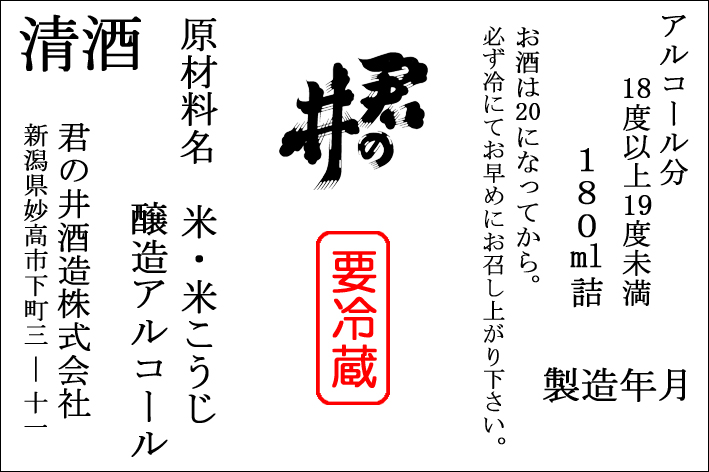 アルコール分
18度以上19度未満
180ml詰
製造年月
お酒は20になってから。
必ず冷にてお早めにお召し上がり下さい。
君の井
要冷蔵
原材料名 米・米こうじ
醸造アルコール
清酒
君の井酒造株式会社
新潟県妙高市下町三―十一